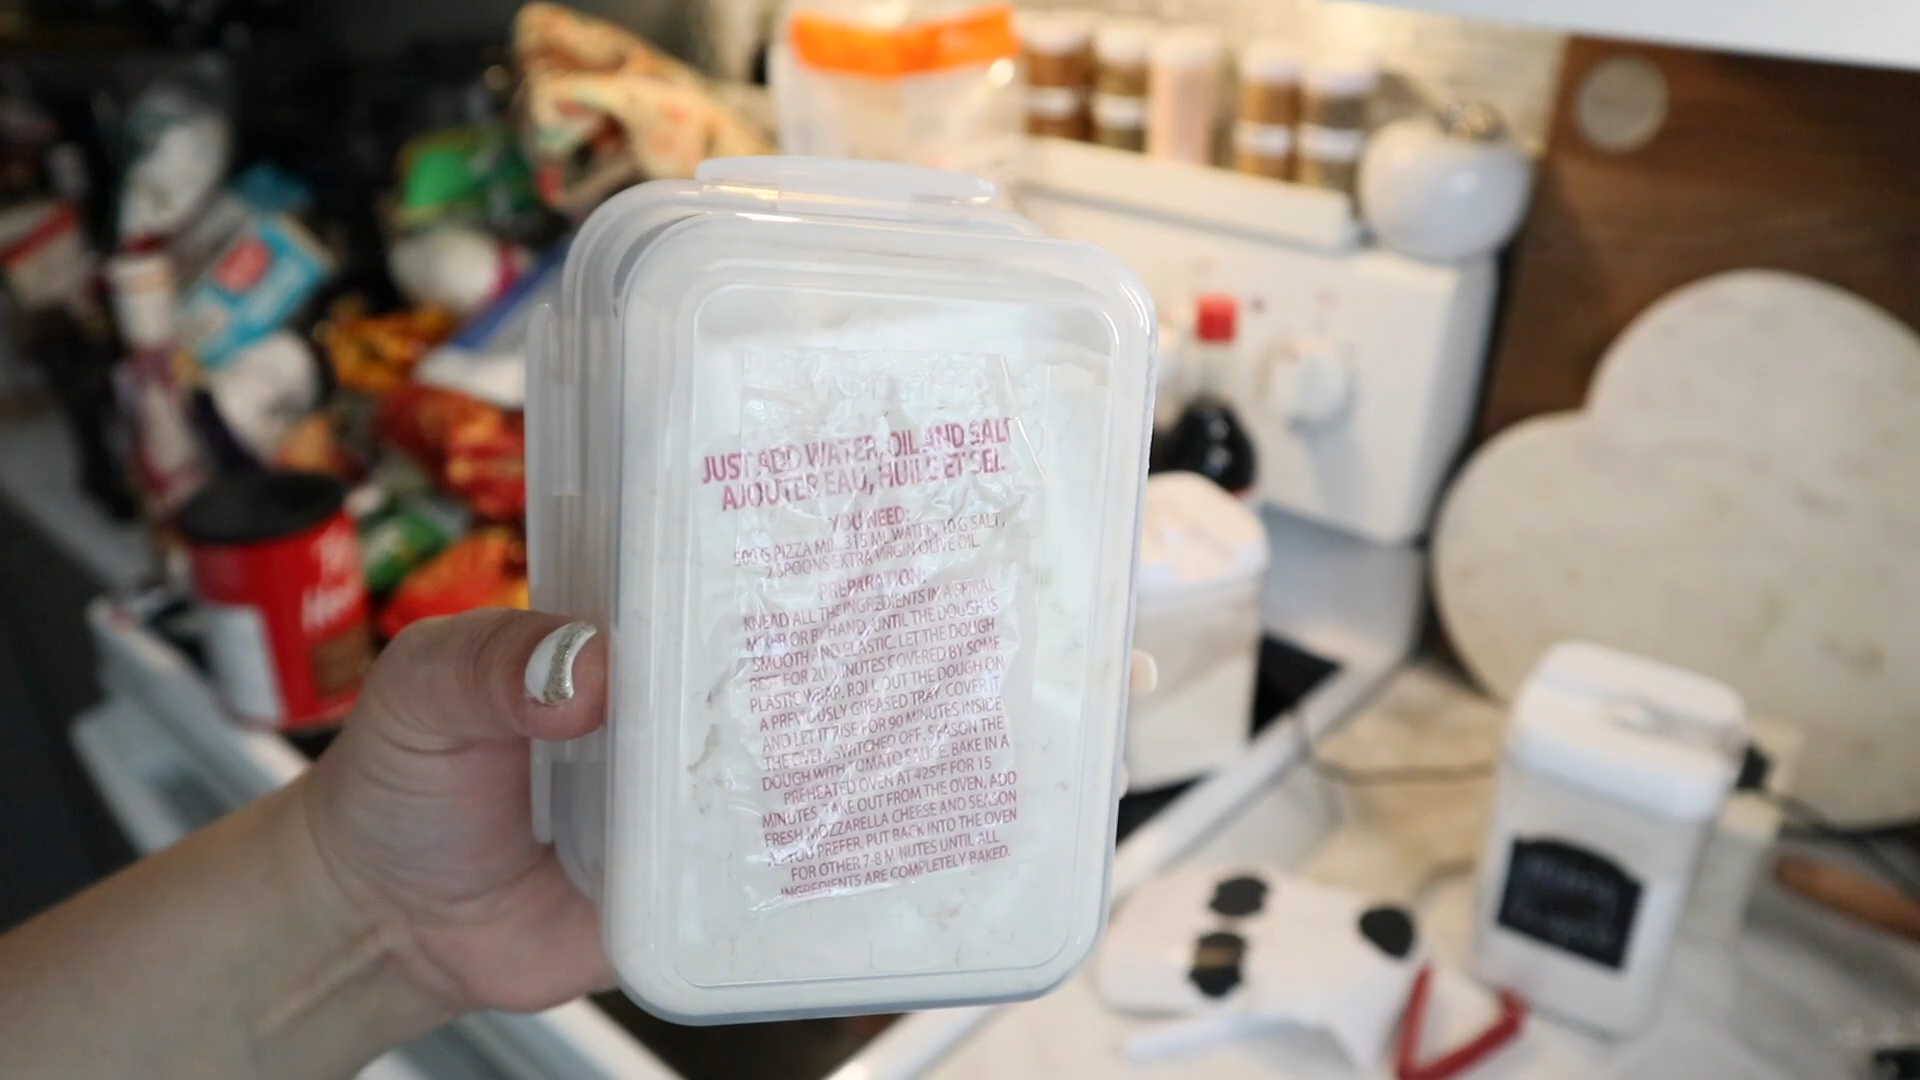 JUST ADD WATER, OIL AND SALT
AJOUTER EAU, HUILE ET SEL
YOU NEED:
500 G PIZZA MIX, 315 ML WATER, 10 G SALT,
2 SPOONS EXTRA VIRGIN OLIVE OIL.
PREPARATION:
KNEAD ALL THE INGREDIENTS IN A SPIRAL
MIXER OR BY HAND, UNTIL THE DOUGH IS
SMOOTH AND ELASTIC. LET THE DOUGH
REST FOR 20 MINUTES COVERED BY SOME
PLASTIC WRAP. ROLL OUT THE DOUGH ON
A PREVIOUSLY GREASED TRAY. COVER IT
AND LET IT RISE FOR 90 MINUTES INSIDE
THE OVEN, SWITCHED OFF. SEASON THE
DOUGH WITH TOMATO SAUCE. BAKE IN A
PREHEATED OVEN AT 425°F FOR 15
MINUTES. TAKE OUT FROM THE OVEN, ADD
FRESH MOZZARELLA CHEESE AND SEASON
AS YOU PREFER. PUT BACK INTO THE OVEN
FOR OTHER 7-8 MINUTES UNTIL ALL
INGREDIENTS ARE COMPLETELY BAKED.